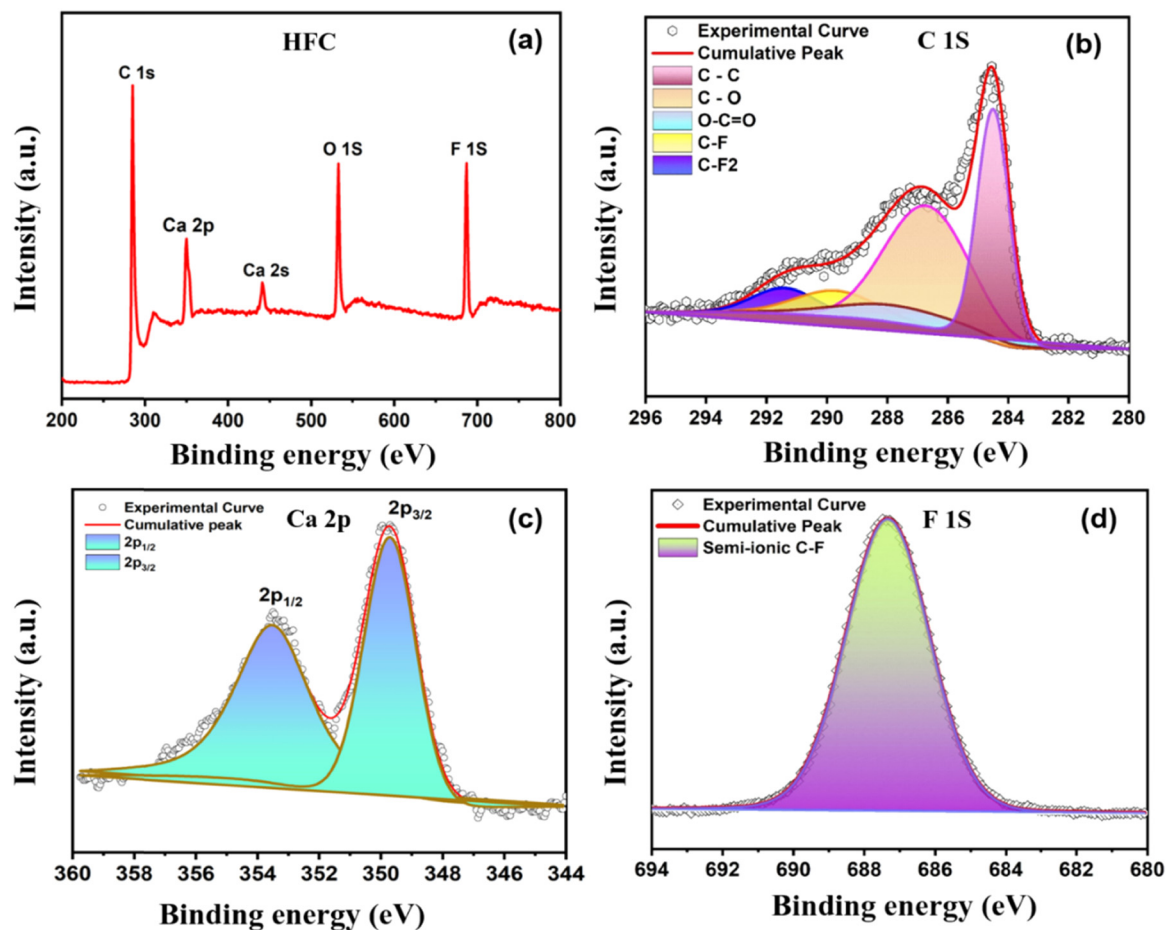 HFC
(a)
C 1s
Ca 2p
Ca 2s
O 1S
F 1S
Intensity (a.u.)
200 300 400 500 600 700 800
Binding energy (eV)
Experimental Curve
Cumulative Peak
C - C
C - O
O-C=O
C-F
C-F2
C 1S
(b)
Intensity (a.u.)
296 294 292 290 288 286 284 282 280
Binding energy (eV)
Experimental Curve
Cumulative peak
2p1/2
2p3/2
Ca 2p
2p3/2
(c)
2p1/2
Intensity (a.u.)
360 358 356 354 352 350 348 346 344
Binding energy (eV)
Experimental Curve
Cumulative Peak
Semi-ionic C-F
F 1S
(d)
Intensity (a.u.)
694 692 690 688 686 684 682 680
Binding energy (eV)